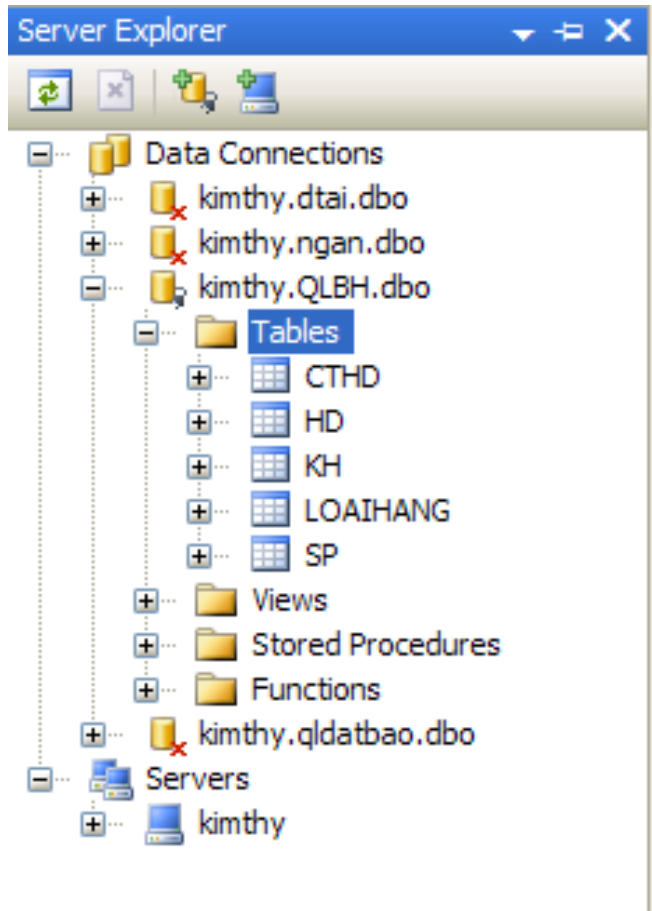 Server Explorer
Data Connections
kimthy.dtai.dbo
kimthy.ngan.dbo
kimthy.QLBH.dbo
Tables
CTHD
HD
KH
LOAIHANG
SP
Views
Stored Procedures
Functions
kimthy.qldatbao.dbo
Servers
kimthy